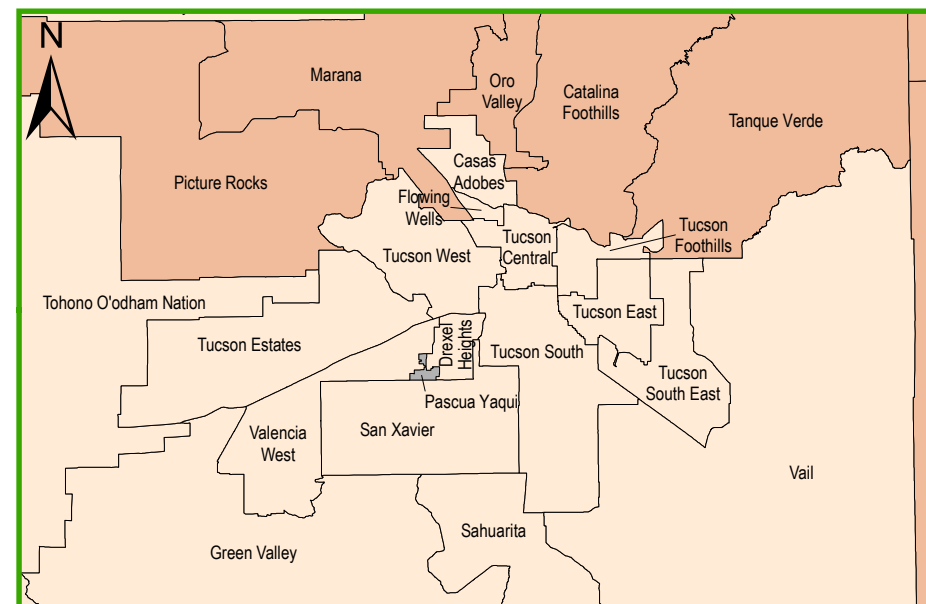 N
Marana
Oro
Valley
Catalina
Foothills
Tanque Verde
Casas
Adobes
Picture Rocks
Flowing
Wells
Tucson
Foothills
Tucson
Central
Tucson West
Tohono O'odham Nation
Tucson East
Tucson Estates
Drexel
Heights
Tucson South
Tucson
South East
Pascua Yaqui
Valencia
West
San Xavier
Vail
Sahuarita
Green Valley